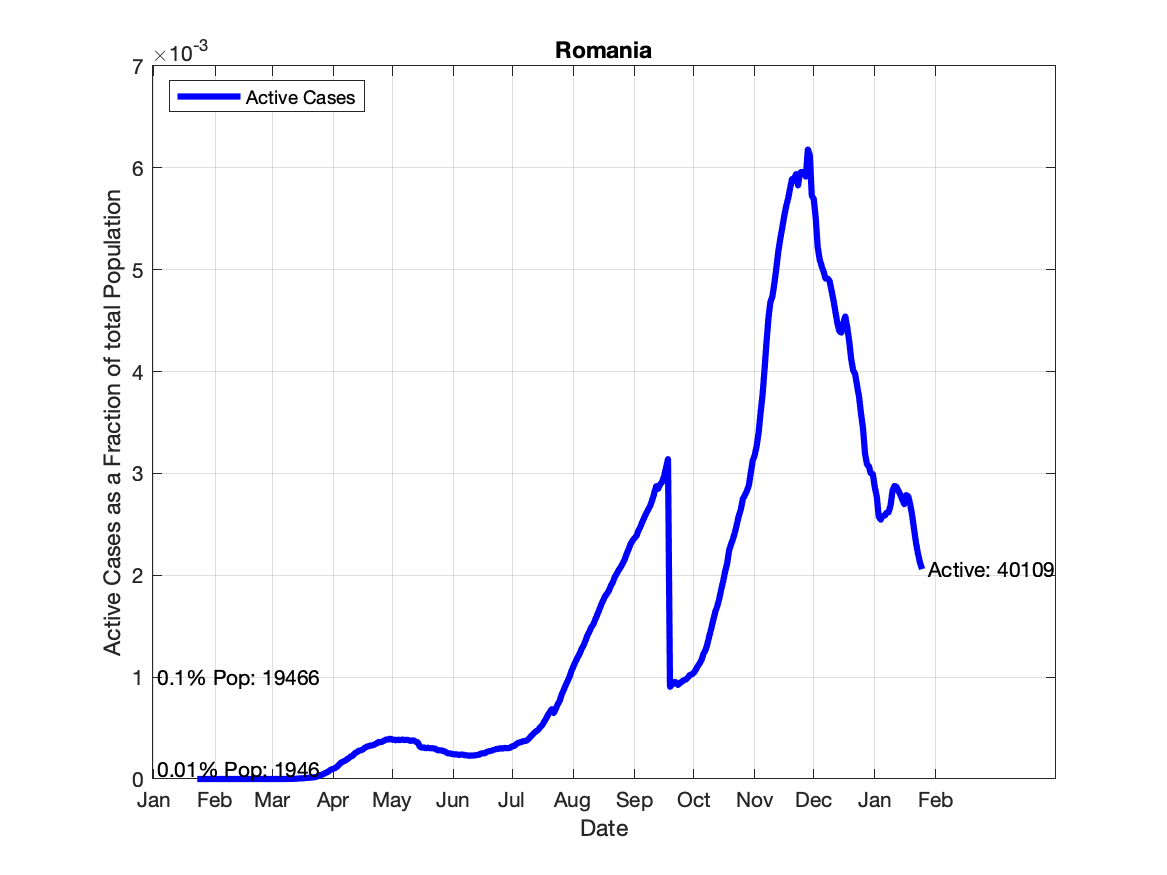 Romania
×10-3
7
6
5
4
3
2
1
0
Active Cases
Active Cases as a Fraction of total Population
Active: 40109
0.1% Pop: 19466
0.01% Pop: 1946
Jan Feb Mar Apr May Jun Jul Aug Sep Oct Nov Dec Jan Feb
Date